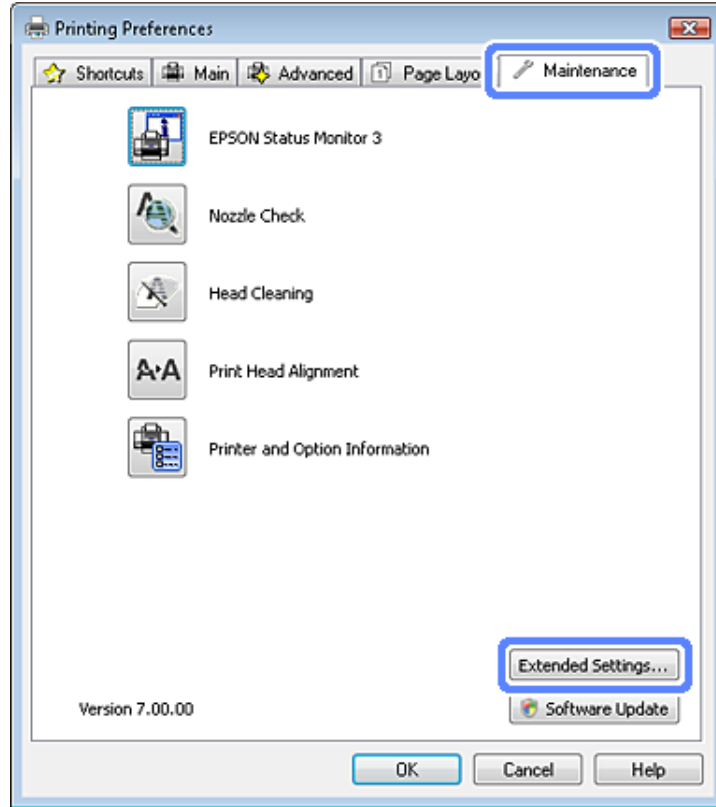 Printing Preferences
Shortcuts Main Advanced 1 Page Layo Maintenance
EPSON Status Monitor 3
Nozzle Check
Head Cleaning
A A Print Head Alignment
Printer and Option Information
Extended Settings...
Version 7.00.00 Software Update
OK Cancel Help